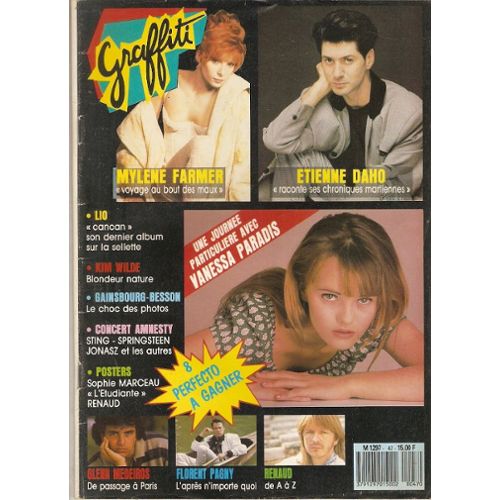 Graffiti
MYLENE FARMER
« voyage au bout des maux »
ETIENNE DAHO
« raconte ses chroniques martiennes »
• LIO
« cancan »
son dernier album
sur la sellette
• KIM WILDE
Blondeur nature
• GAINSBOURG-BESSON
Le choc des photos
• CONCERT AMNESTY
STING - SPRINGSTEEN
JONASZ et les autres
• POSTERS
Sophie MARCEAU
« L'Etudiante »
RENAUD
UNE JOURNEE
PARTICULIERE AVEC
VANESSA PARADIS
8
PERFECTO
A GAGNER
GLENN MEDEIROS
De passage à Paris
FLORENT PAGNY
L'après n'importe quoi
RENAUD
de A à Z
15,00 F